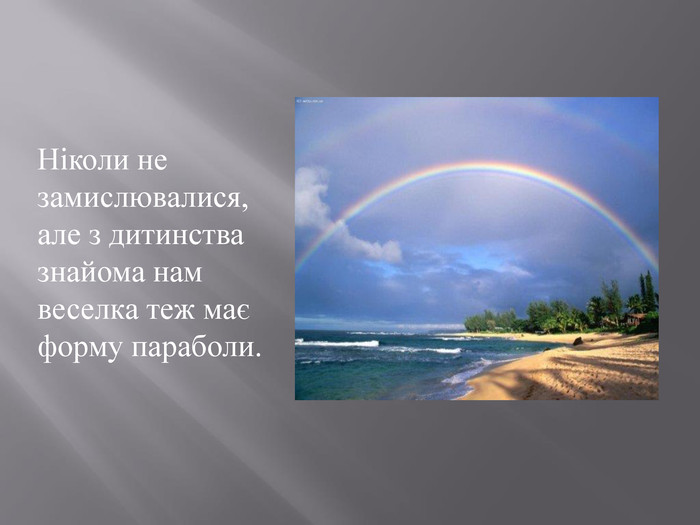 Ніколи не
замислювалися,
але з дитинства
знайома нам
веселка теж має
форму параболи.